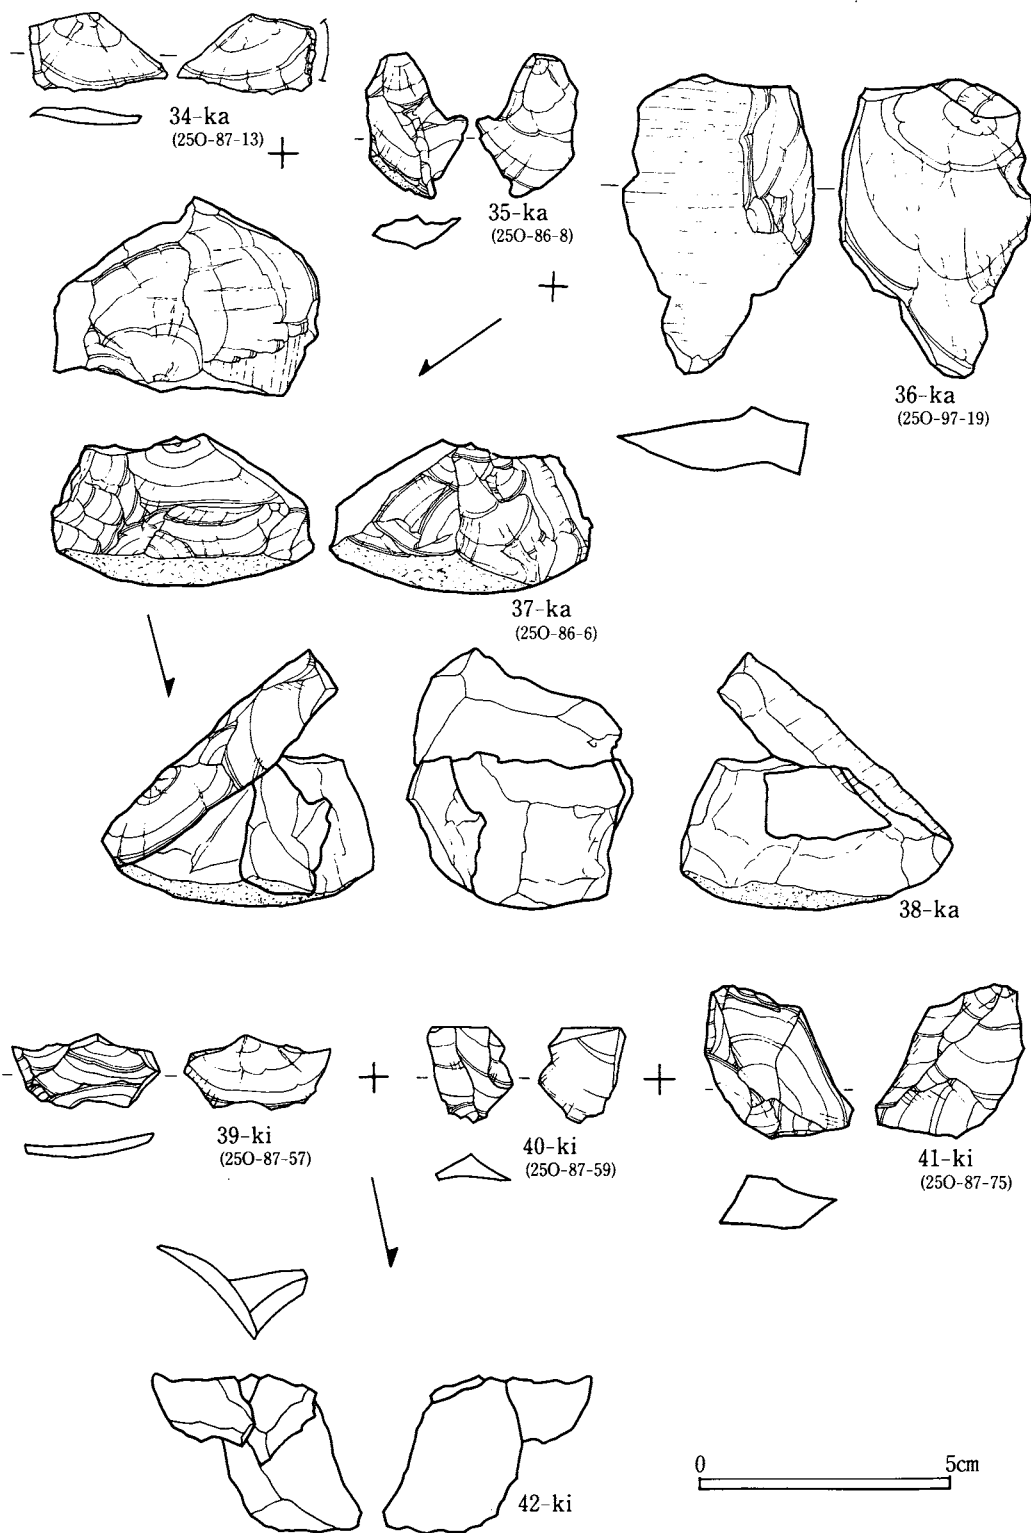 34-ka
(25O-87-13)
+
35-ka
(25O-86-8)
+
36-ka
(25O-97-19)
37-ka
(25O-86-6)
38-ka
39-ki
(25O-87-57)
+
40-ki
(25O-87-59)
+
41-ki
(25O-87-75)
42-ki
0 5cm